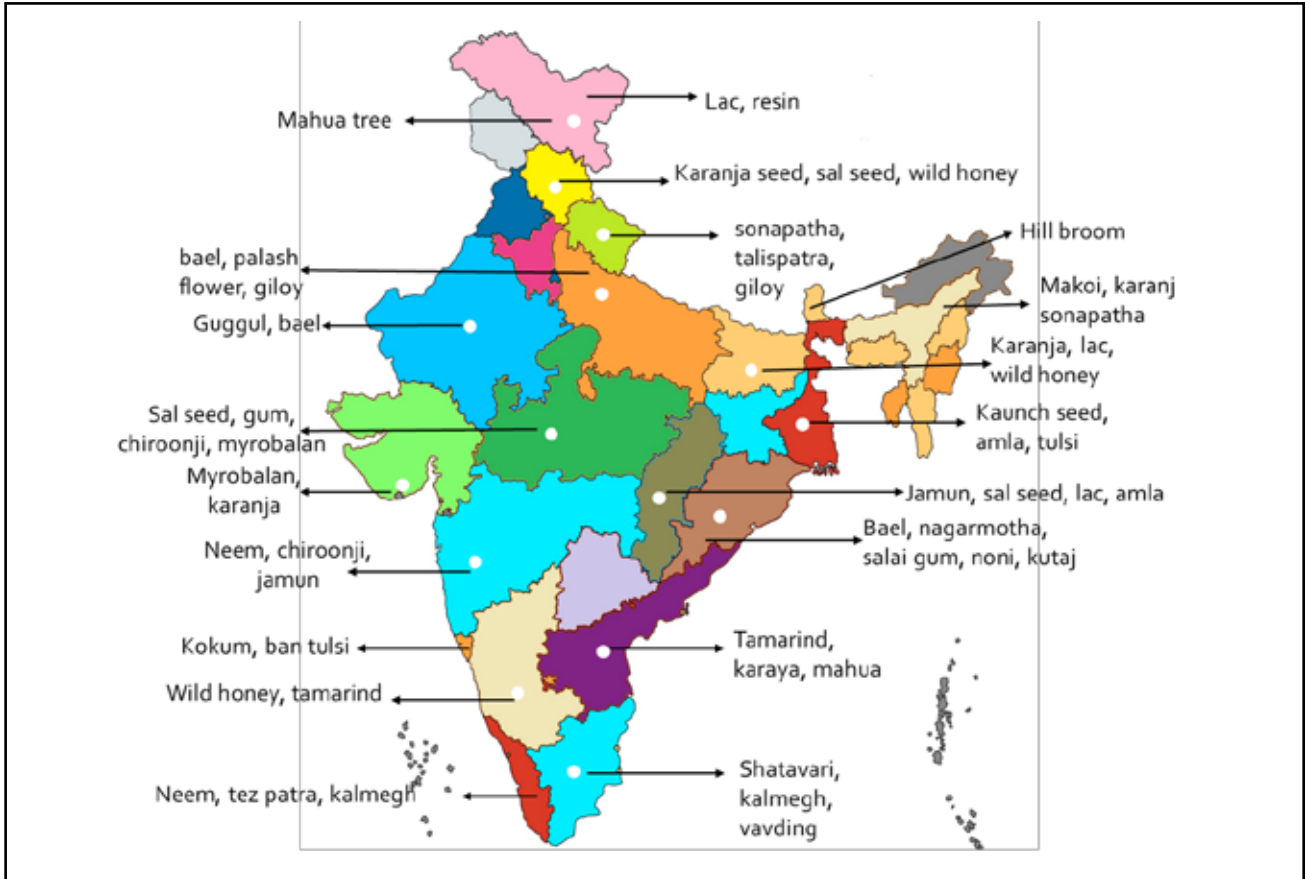 Lac, resin
Mahua tree
Karanja seed, sal seed, wild honey
sonapatha,
talispatra,
giloy
Hill broom
bael, palash
flower, giloy
Makoi, karanj
sonapatha
Guggul, bael
Karanja, lac,
wild honey
Sal seed, gum,
chiroonji, myrobalan
Kaunch seed,
amla, tulsi
Myrobalan,
karanja
Jamun, sal seed, lac, amla
Bael, nagarmotha,
salai gum, noni, kutaj
Neem, chiroonji,
jamun
Kokum, ban tulsi
Tamarind,
karaya, mahua
Wild honey, tamarind
Shatavari,
kalmegh,
vavding
Neem, tez patra, kalmegh